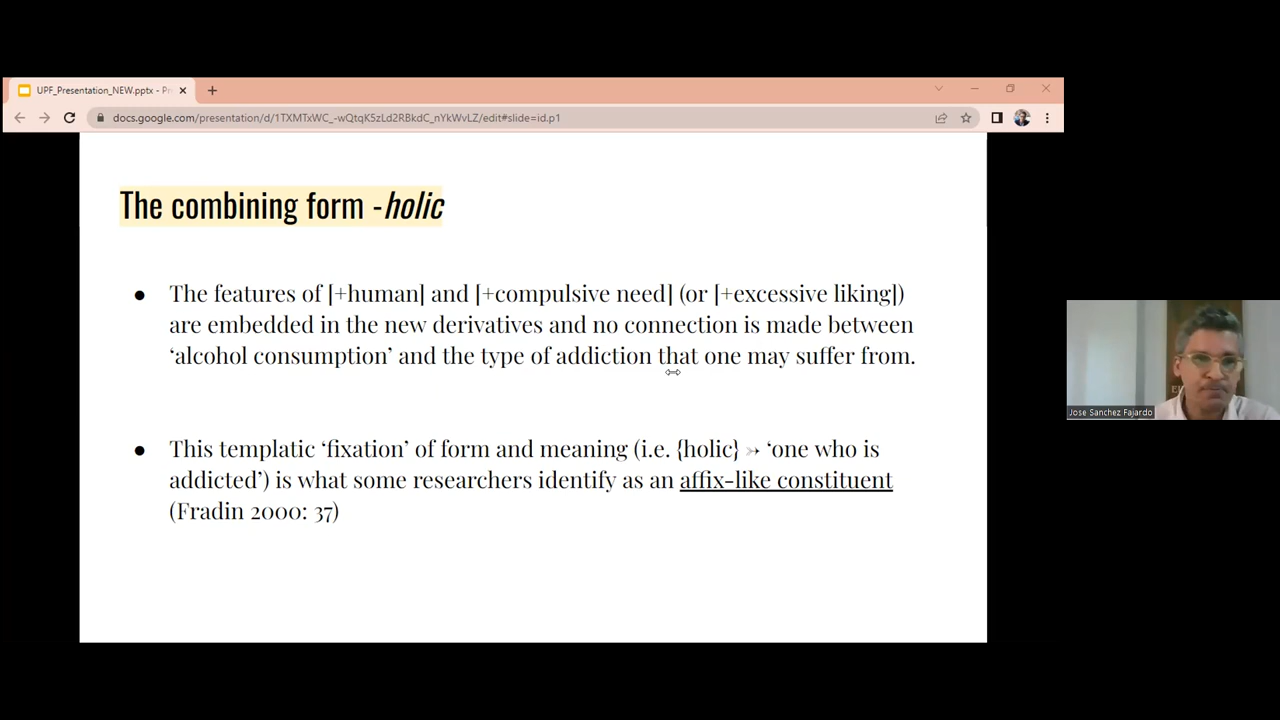 UPF_Presentation_NEW.pptx - Pr
docs.google.com/presentation/d/1TXMTxWC_-wQtqK5zLd2RBkdC_nYkWvLZ/edit#slide=id.p1
The combining form -holic
● The features of [+human] and [+compulsive need] (or [+excessive liking])
are embedded in the new derivatives and no connection is made between
‘alcohol consumption’ and the type of addiction that one may suffer from.
● This templatic ‘fixation’ of form and meaning (i.e. {holic} ↣ ‘one who is
addicted’) is what some researchers identify as an affix-like constituent
(Fradin 2000: 37)
Jose Sanchez Fajardo